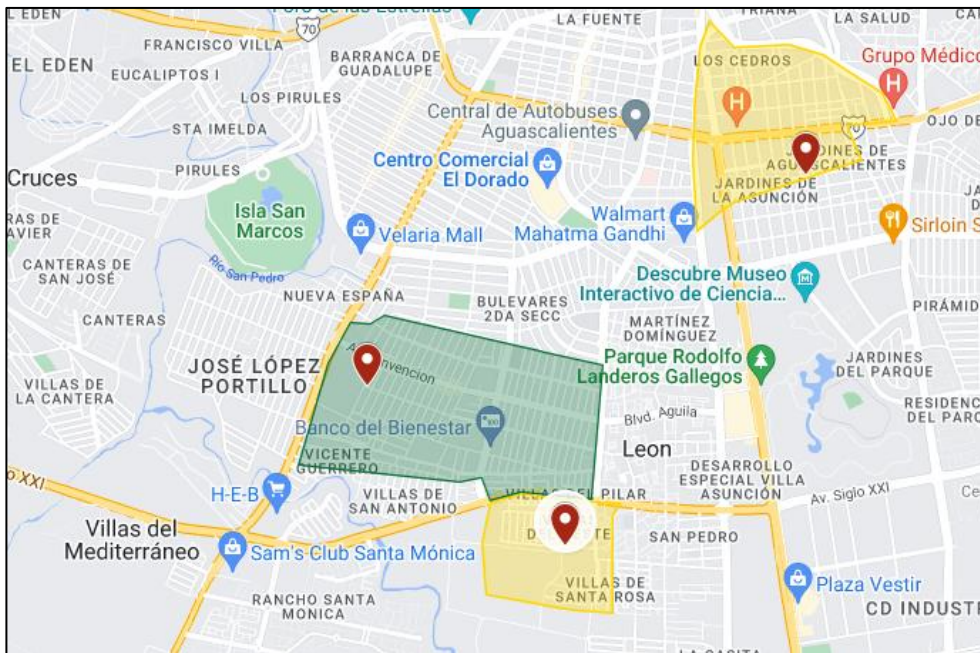 EL EDEN
FRANCISCO VILLA
EUCALIPTOS I
LOS PIRULES
STA IMELDA
PIRULES
BARRANCA DE
GUADALUPE
70
LA FUENTE
TRIANA
LA SALUD
LOS CEDROS
H
Grupo Médico
H
Central de Autobuses
Aguascalientes
70
OJO DE
JARDINES DE
AGUASCALIENTES
JARDINES DE
LA ASUNCIÓN
Centro Comercial
El Dorado
Cruces
Isla San
Marcos
Velaria Mall
Walmart
Mahatma Gandhi
Sirloin S
AVIER
CANTERAS DE
SAN JOSÉ
Río San Pedro
NUEVA ESPAÑA
BULEVARES
2DA SECC
Descubre Museo
Interactivo de Ciencia...
PIRÁMID
CANTERAS
MARTÍNEZ
DOMÍNGUEZ
JOSÉ LÓPEZ
PORTILLO
Parque Rodolfo
Landeros Gallegos
JARDINES
DEL PARQUE
VILLAS DE
LA CANTERA
Banco del Bienestar
Blvd. Aguila
RESIDENC
DEL PARQ
Leon
VICENTE
GUERRERO
DESARROLLO
ESPECIAL VILLA
ASUNCIÓN
XXI
H-E-B
VILLAS DE
SAN ANTONIO
Av. Siglo XXI
Villas del
Mediterráneo
Sam's Club Santa Mónica
SAN PEDRO
VILLAS DE
SANTA ROSA
RANCHO SANTA
MONICA
Plaza Vestir
CD INDUST